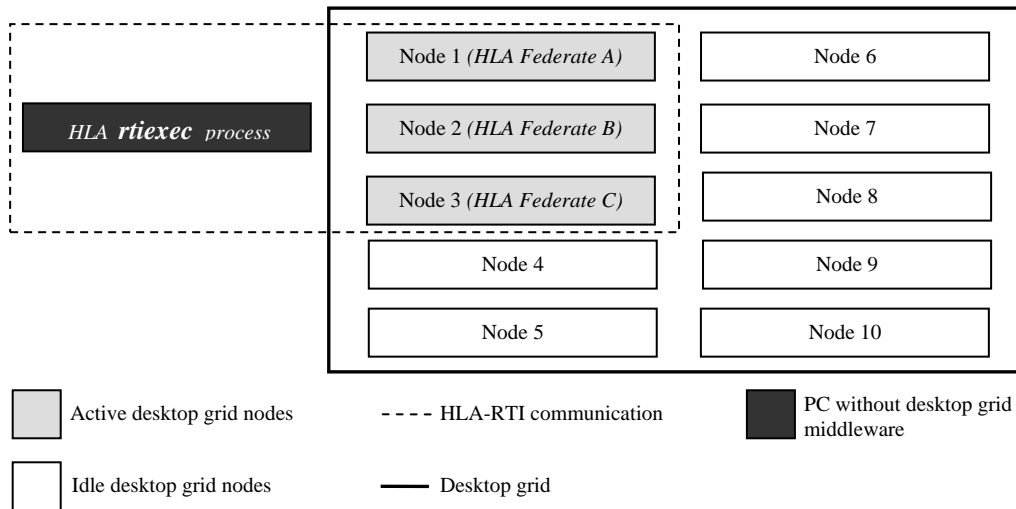 Node 1 (HLA Federate A)
Node 6
HLA rtiexec process
Node 2 (HLA Federate B)
Node 7
Node 3 (HLA Federate C)
Node 8
Node 4
Node 9
Node 5
Node 10
Active desktop grid nodes
HLA-RTI communication
PC without desktop grid
middleware
Idle desktop grid nodes
Desktop grid